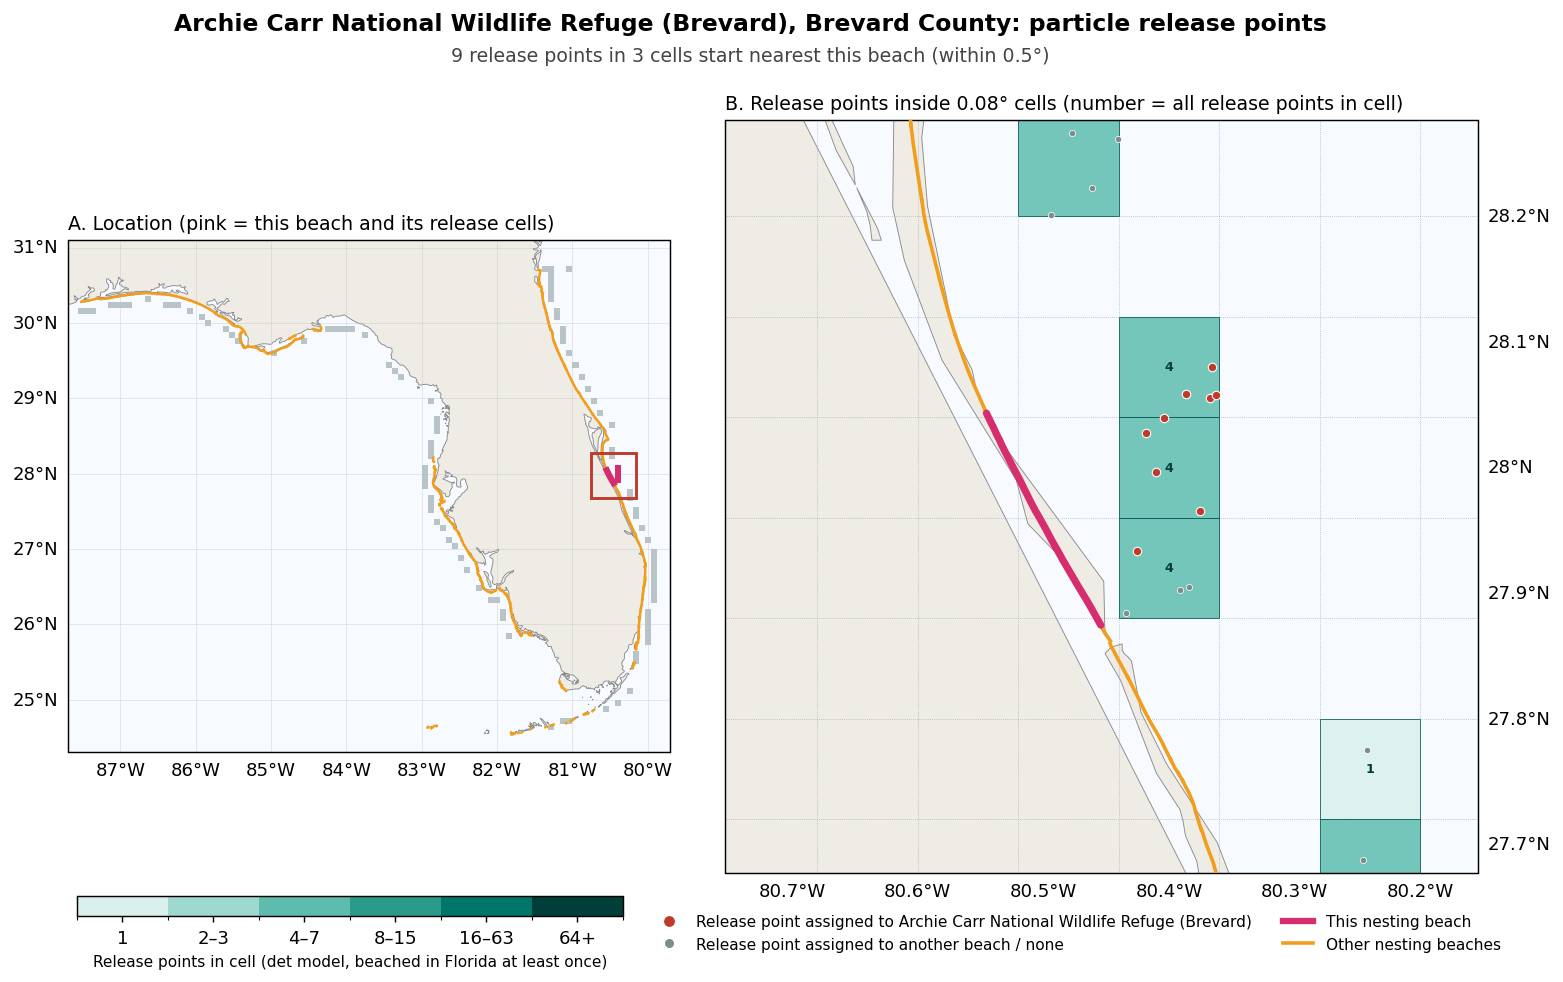 Archie Carr National Wildlife Refuge (Brevard), Brevard County: particle release points
9 release points in 3 cells start nearest this beach (within 0.5°)
A. Location (pink = this beach and its release cells)
31°N
30°N
29°N
28°N
27°N
26°N
25°N
87°W 86°W 85°W 84°W 83°W 82°W 81°W 80°W
B. Release points inside 0.08° cells (number = all release points in cell)
4
4
4
1
28.2°N
28.1°N
28°N
27.9°N
27.8°N
27.7°N
80.7°W 80.6°W 80.5°W 80.4°W 80.3°W 80.2°W
1 2–3 4–7 8–15 16–63 64+
Release points in cell (det model, beached in Florida at least once)
Release point assigned to Archie Carr National Wildlife Refuge (Brevard)
Release point assigned to another beach / none
This nesting beach
Other nesting beaches